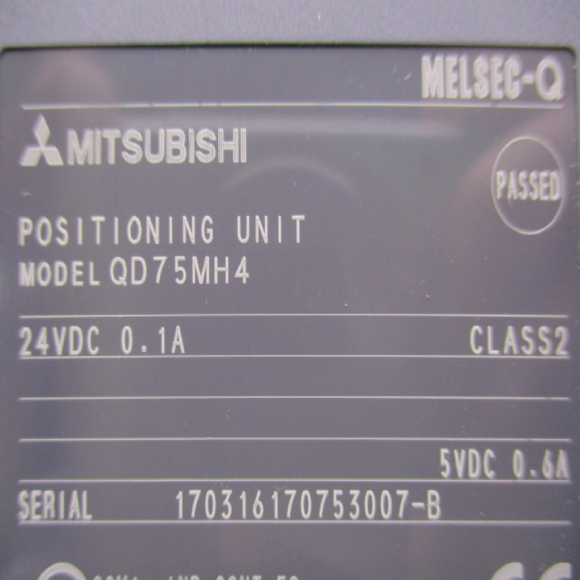 MELSEC-Q
MITSUBISHI
PASSED
POSITIONING UNIT
MODEL QD75MH4
24VDC 0.1A CLASS2
5VDC 0.6A
SERIAL 170316170753007-B